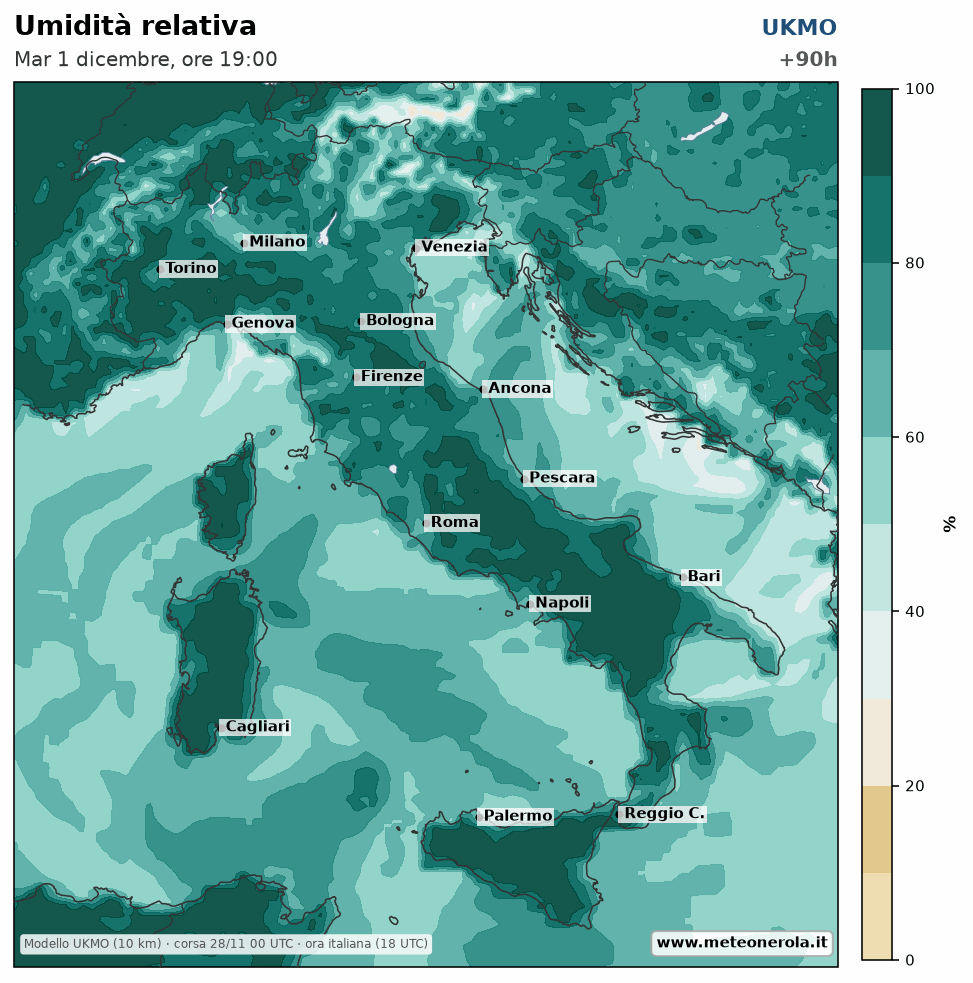 Umidità relativa
UKMO
Mar 1 dicembre, ore 19:00
+90h
100
80
60
40
20
0
%
Milano
Venezia
Torino
Genova
Bologna
Firenze
Ancona
Pescara
Roma
Bari
Napoli
Cagliari
Palermo
Reggio C.
Modello UKMO (10 km) · corsa 28/11 00 UTC · ora italiana (18 UTC)
www.meteonerola.it